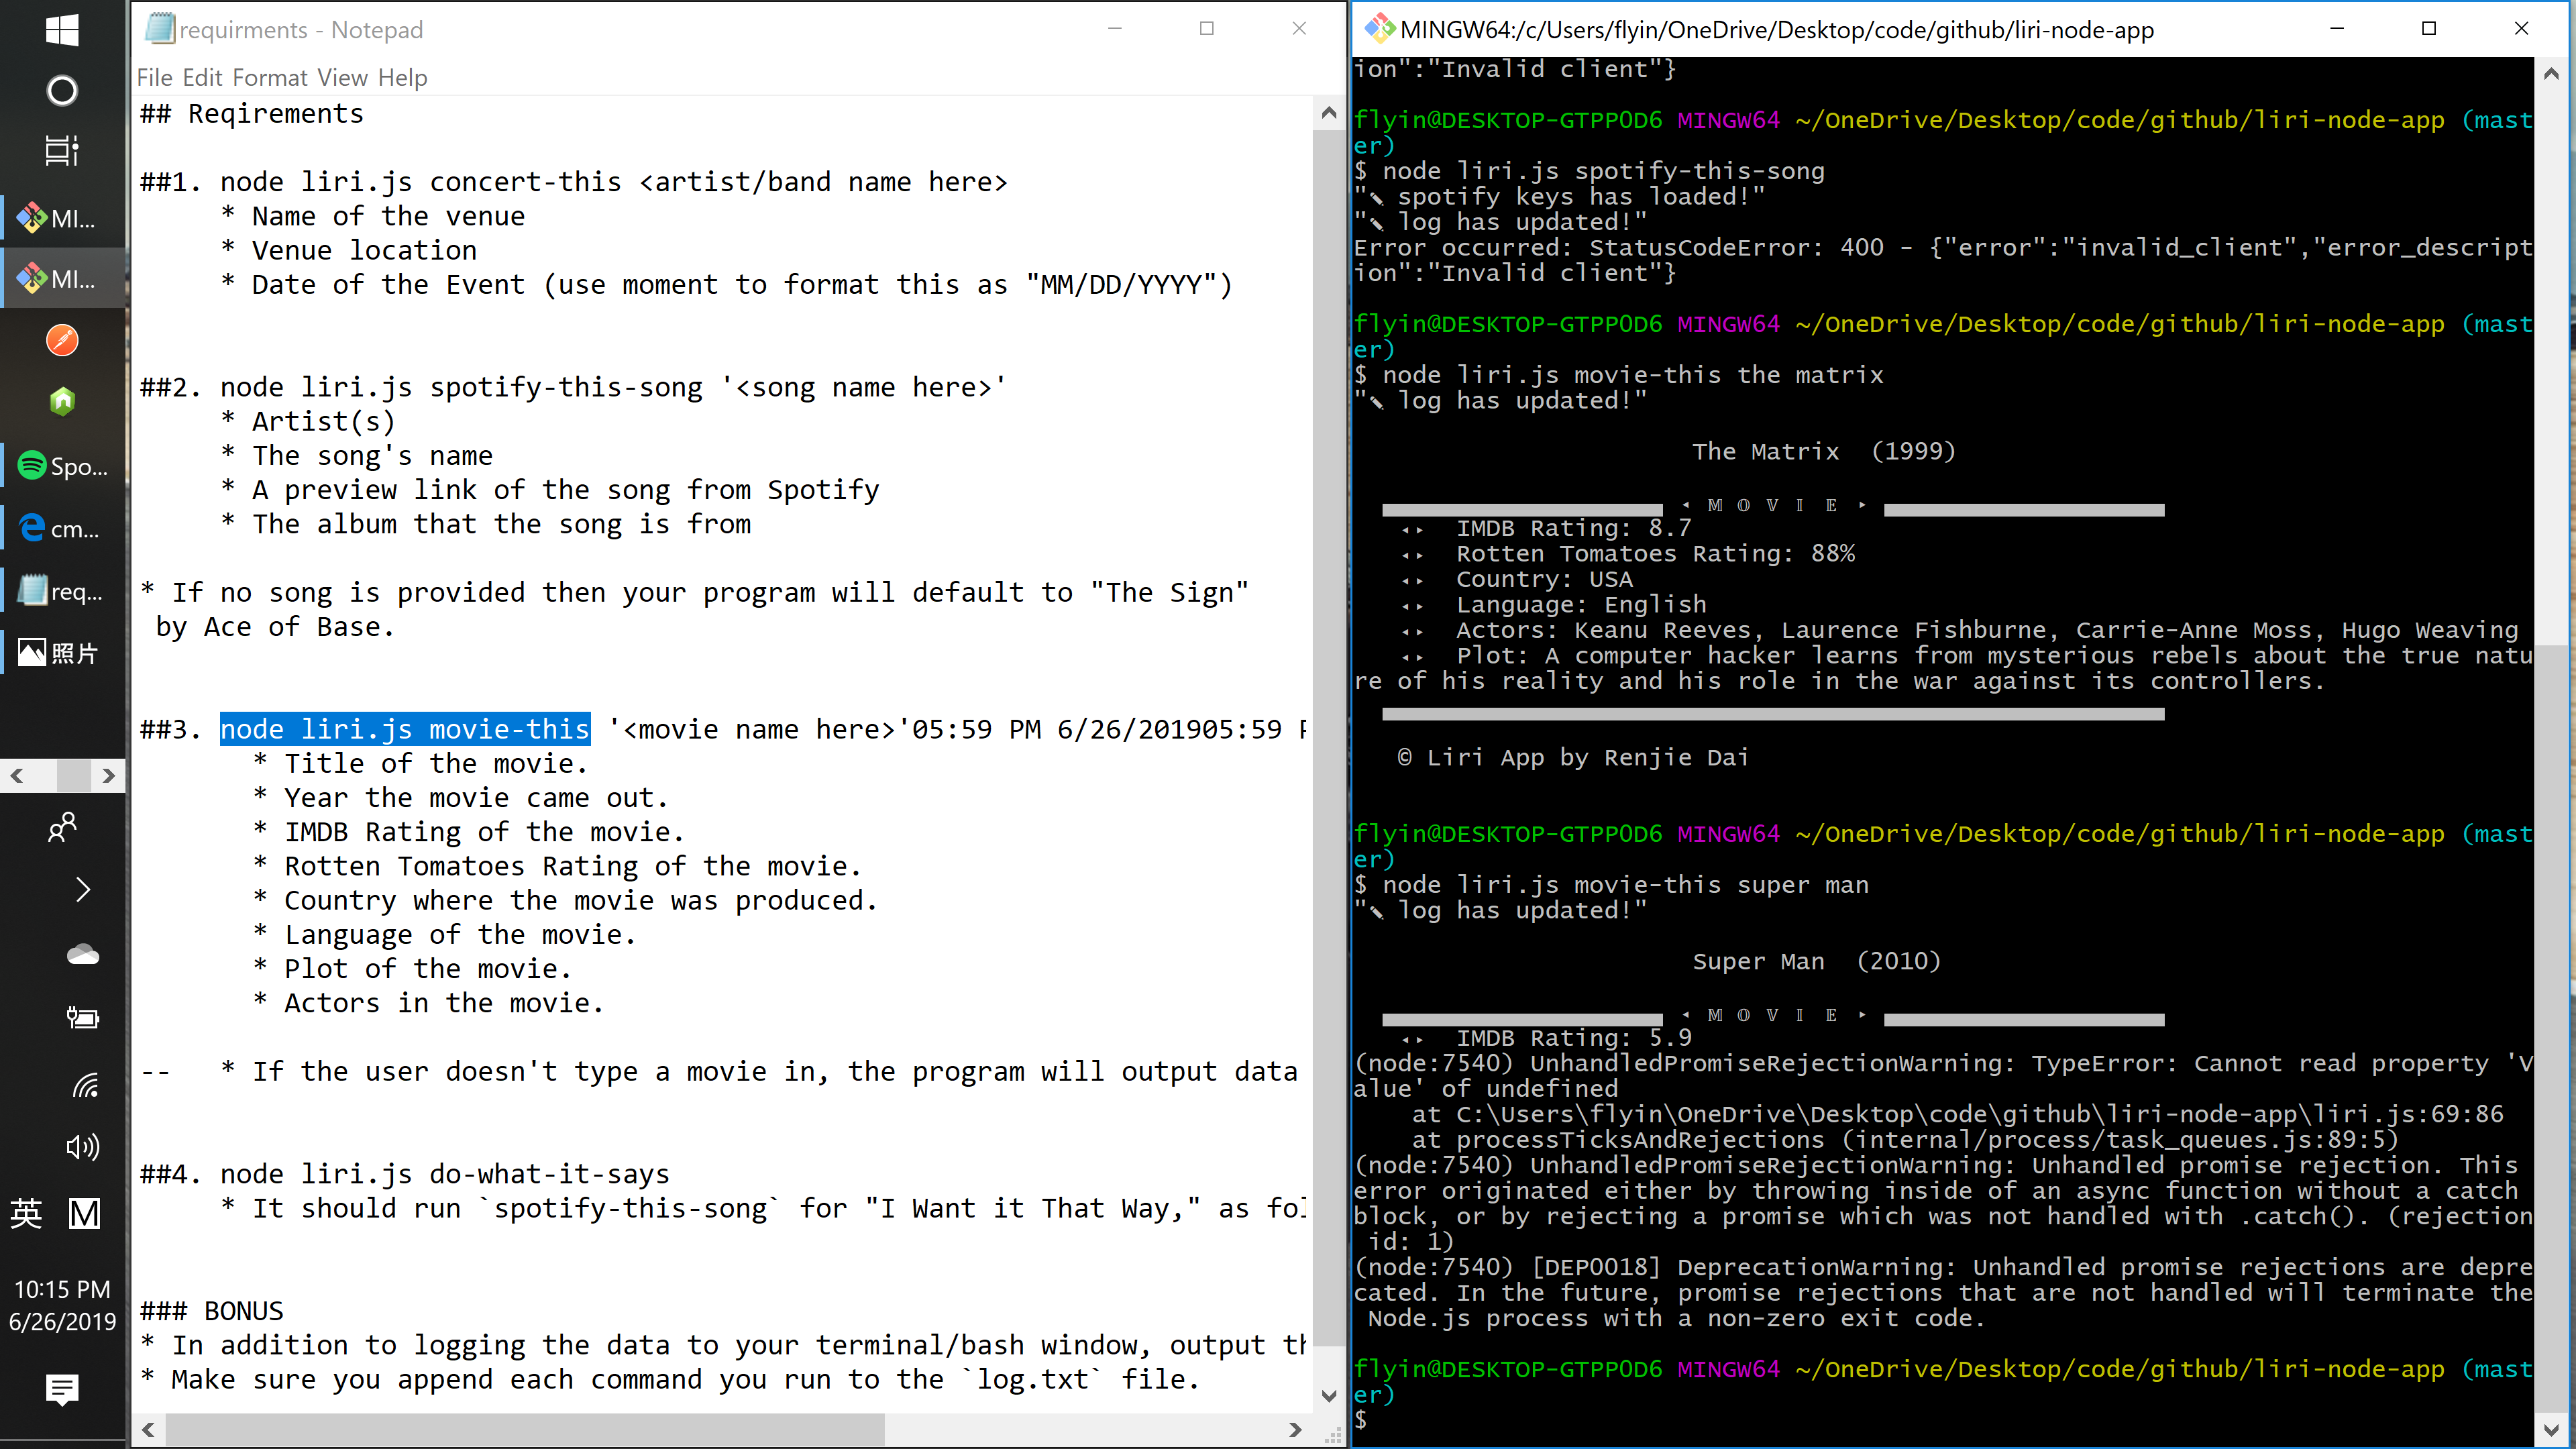 MI...
MI...
Spo...
cm...
req...
照片
英 M
10:15 PM
6/26/2019
requirments - Notepad
File Edit Format View Help
## Reqirements
##1. node liri.js concert-this <artist/band name here>
* Name of the venue
* Venue location
* Date of the Event (use moment to format this as "MM/DD/YYYY")
##2. node liri.js spotify-this-song '<song name here>'
* Artist(s)
* The song's name
* A preview link of the song from Spotify
* The album that the song is from
* If no song is provided then your program will default to "The Sign"
by Ace of Base.
##3. node liri.js movie-this '<movie name here>'05:59 PM 6/26/201905:59 P
* Title of the movie.
* Year the movie came out.
* IMDB Rating of the movie.
* Rotten Tomatoes Rating of the movie.
* Country where the movie was produced.
* Language of the movie.
* Plot of the movie.
* Actors in the movie.
-- * If the user doesn't type a movie in, the program will output data
##4. node liri.js do-what-it-says
* It should run `spotify-this-song` for "I Want it That Way," as fol
### BONUS
* In addition to logging the data to your terminal/bash window, output th
* Make sure you append each command you run to the `log.txt` file.
MINGW64:/c/Users/flyin/OneDrive/Desktop/code/github/liri-node-app
ion":"Invalid client"}
flyin@DESKTOP-GTPP0D6 MINGW64 ~/OneDrive/Desktop/code/github/liri-node-app (mast
er)
$ node liri.js spotify-this-song
"✎ spotify keys has loaded!"
"✎ log has updated!"
Error occurred: StatusCodeError: 400 - {"error":"invalid_client","error_descript
ion":"Invalid client"}
flyin@DESKTOP-GTPP0D6 MINGW64 ~/OneDrive/Desktop/code/github/liri-node-app (mast
er)
$ node liri.js movie-this the matrix
"✎ log has updated!"
The Matrix (1999)
◂ 𝕄 𝕆 𝕍 𝕀 𝔼 ▸
◂▸ IMDB Rating: 8.7
◂▸ Rotten Tomatoes Rating: 88%
◂▸ Country: USA
◂▸ Language: English
◂▸ Actors: Keanu Reeves, Laurence Fishburne, Carrie-Anne Moss, Hugo Weaving
◂▸ Plot: A computer hacker learns from mysterious rebels about the true natu
re of his reality and his role in the war against its controllers.
© Liri App by Renjie Dai
flyin@DESKTOP-GTPP0D6 MINGW64 ~/OneDrive/Desktop/code/github/liri-node-app (mast
er)
$ node liri.js movie-this super man
"✎ log has updated!"
Super Man (2010)
◂ 𝕄 𝕆 𝕍 𝕀 𝔼 ▸
◂▸ IMDB Rating: 5.9
(node:7540) UnhandledPromiseRejectionWarning: TypeError: Cannot read property 'V
alue' of undefined
at C:\Users\flyin\OneDrive\Desktop\code\github\liri-node-app\liri.js:69:86
at processTicksAndRejections (internal/process/task_queues.js:89:5)
(node:7540) UnhandledPromiseRejectionWarning: Unhandled promise rejection. This
error originated either by throwing inside of an async function without a catch
block, or by rejecting a promise which was not handled with .catch(). (rejection
id: 1)
(node:7540) [DEP0018] DeprecationWarning: Unhandled promise rejections are depre
cated. In the future, promise rejections that are not handled will terminate the
Node.js process with a non-zero exit code.
flyin@DESKTOP-GTPP0D6 MINGW64 ~/OneDrive/Desktop/code/github/liri-node-app (mast
er)
$